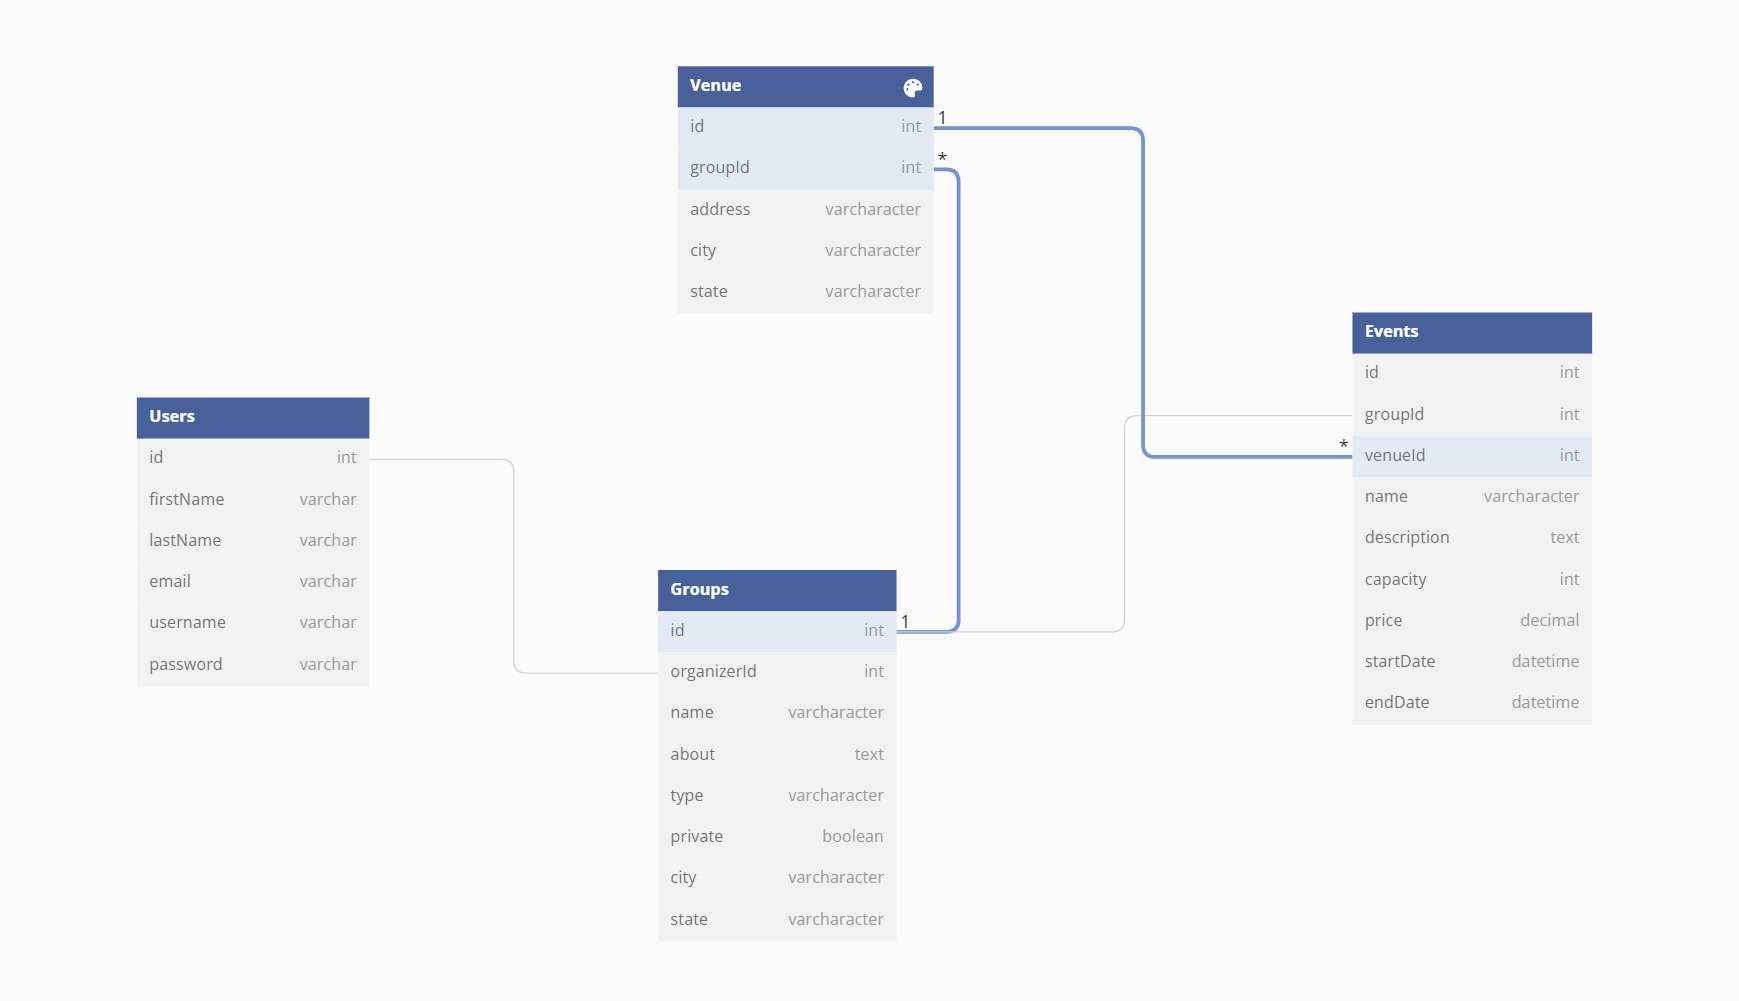 Venue
id int
groupId int
address varcharacter
city varcharacter
state varcharacter
1
*
Users
id int
firstName varchar
lastName varchar
email varchar
username varchar
password varchar
Groups
id int
organizerId int
name varcharacter
about text
type varcharacter
private boolean
city varcharacter
state varcharacter
1
Events
id int
groupId int
* venueId int
name varcharacter
description text
capacity int
price decimal
startDate datetime
endDate datetime